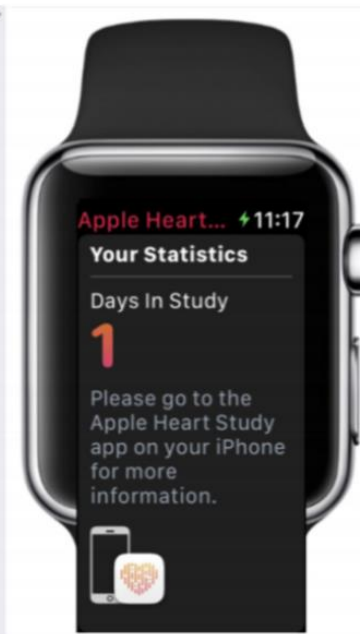 Apple Heart... 11:17
Your Statistics
Days In Study
1
Please go to the
Apple Heart Study
app on your iPhone
for more
information.